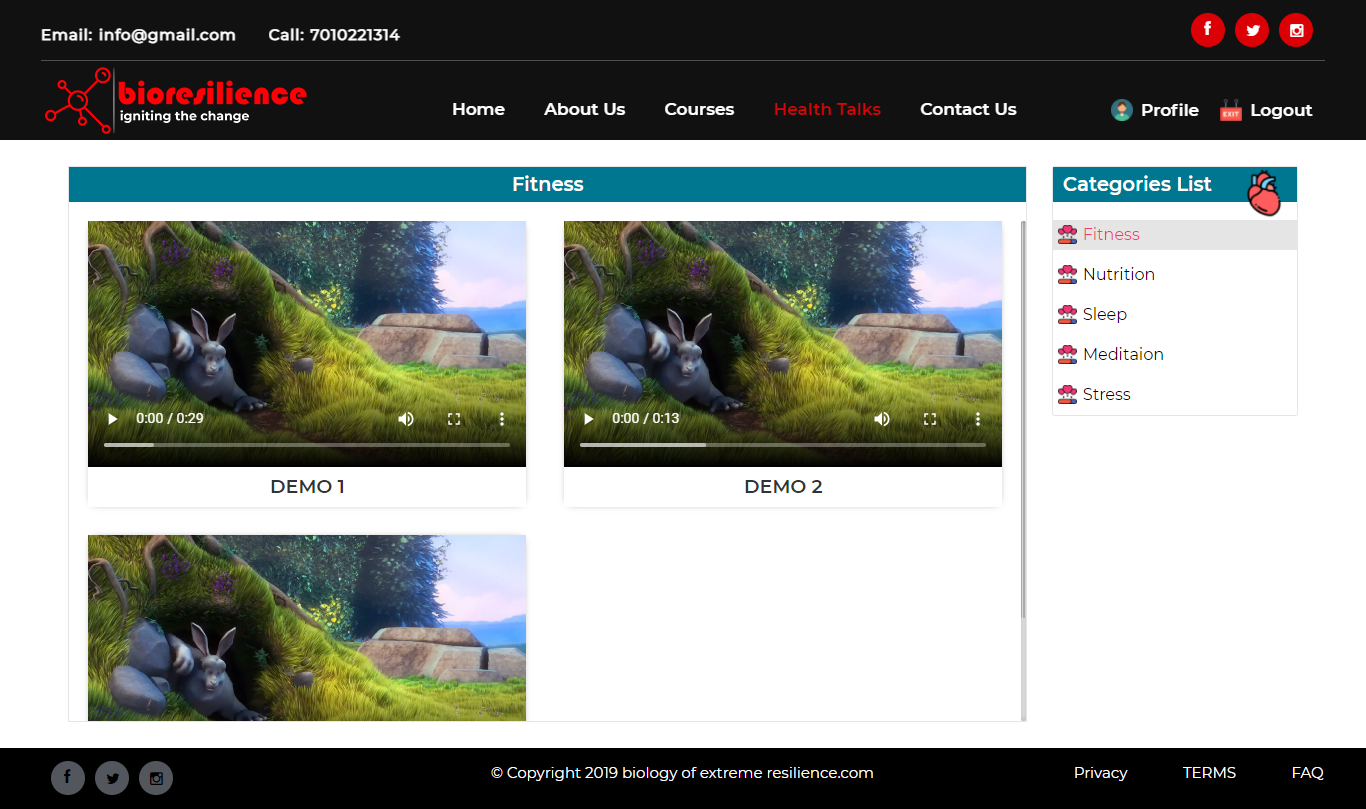 Email: info@gmail.com
Call: 7010221314
bioresilience
igniting the change
Home
About Us
Courses
Health Talks
Contact Us
Profile
EXIT
Logout
Fitness
Categories List
Fitness
Nutrition
Sleep
Meditaion
Stress
0:00 / 0:29
0:00 / 0:13
DEMO 1
DEMO 2
© Copyright 2019 biology of extreme resilience.com
Privacy
TERMS
FAQ